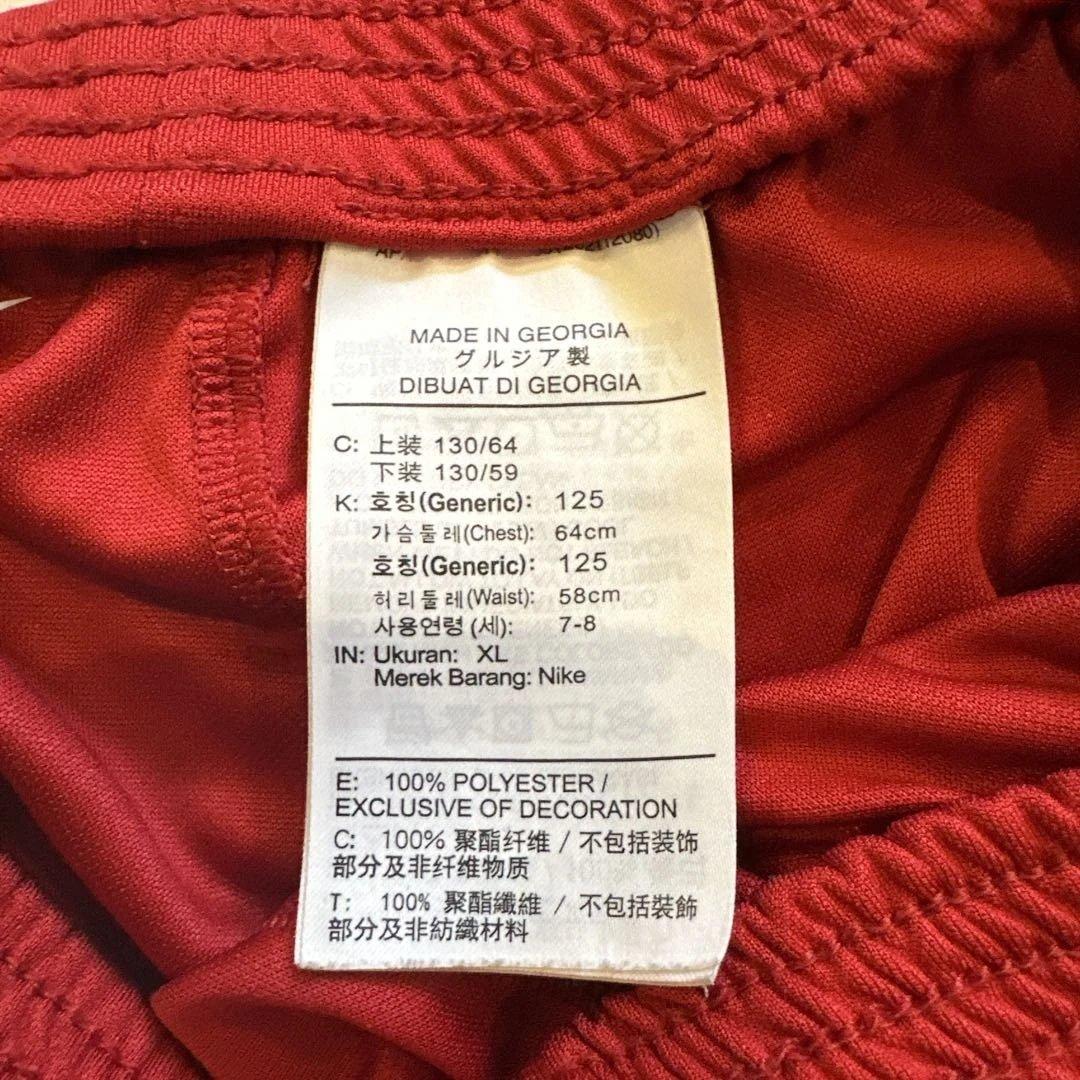 MADE IN GEORGIA
グルジア製
DIBUAT DI GEORGIA
C: 上装 130/64
下装 130/59
K: 호칭(Generic): 125
가슴둘레(Chest): 64cm
호칭(Generic): 125
허리둘레(Waist): 58cm
사용연령(세): 7-8
IN: Ukuran: XL
Merek Barang: Nike
E: 100% POLYESTER /
EXCLUSIVE OF DECORATION
C: 100% 聚酯纤维 / 不包括装饰
部分及非纤维物质
T: 100% 聚酯纖維 / 不包括裝飾
部分及非紡織材料